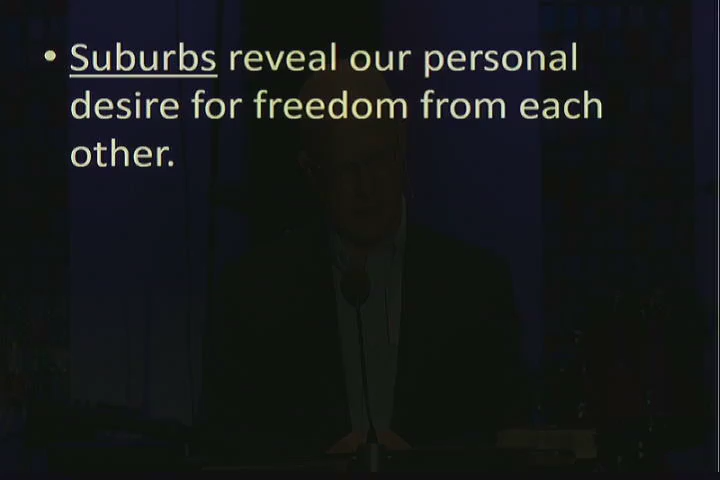 • Suburbs reveal our personal
desire for freedom from each
other.